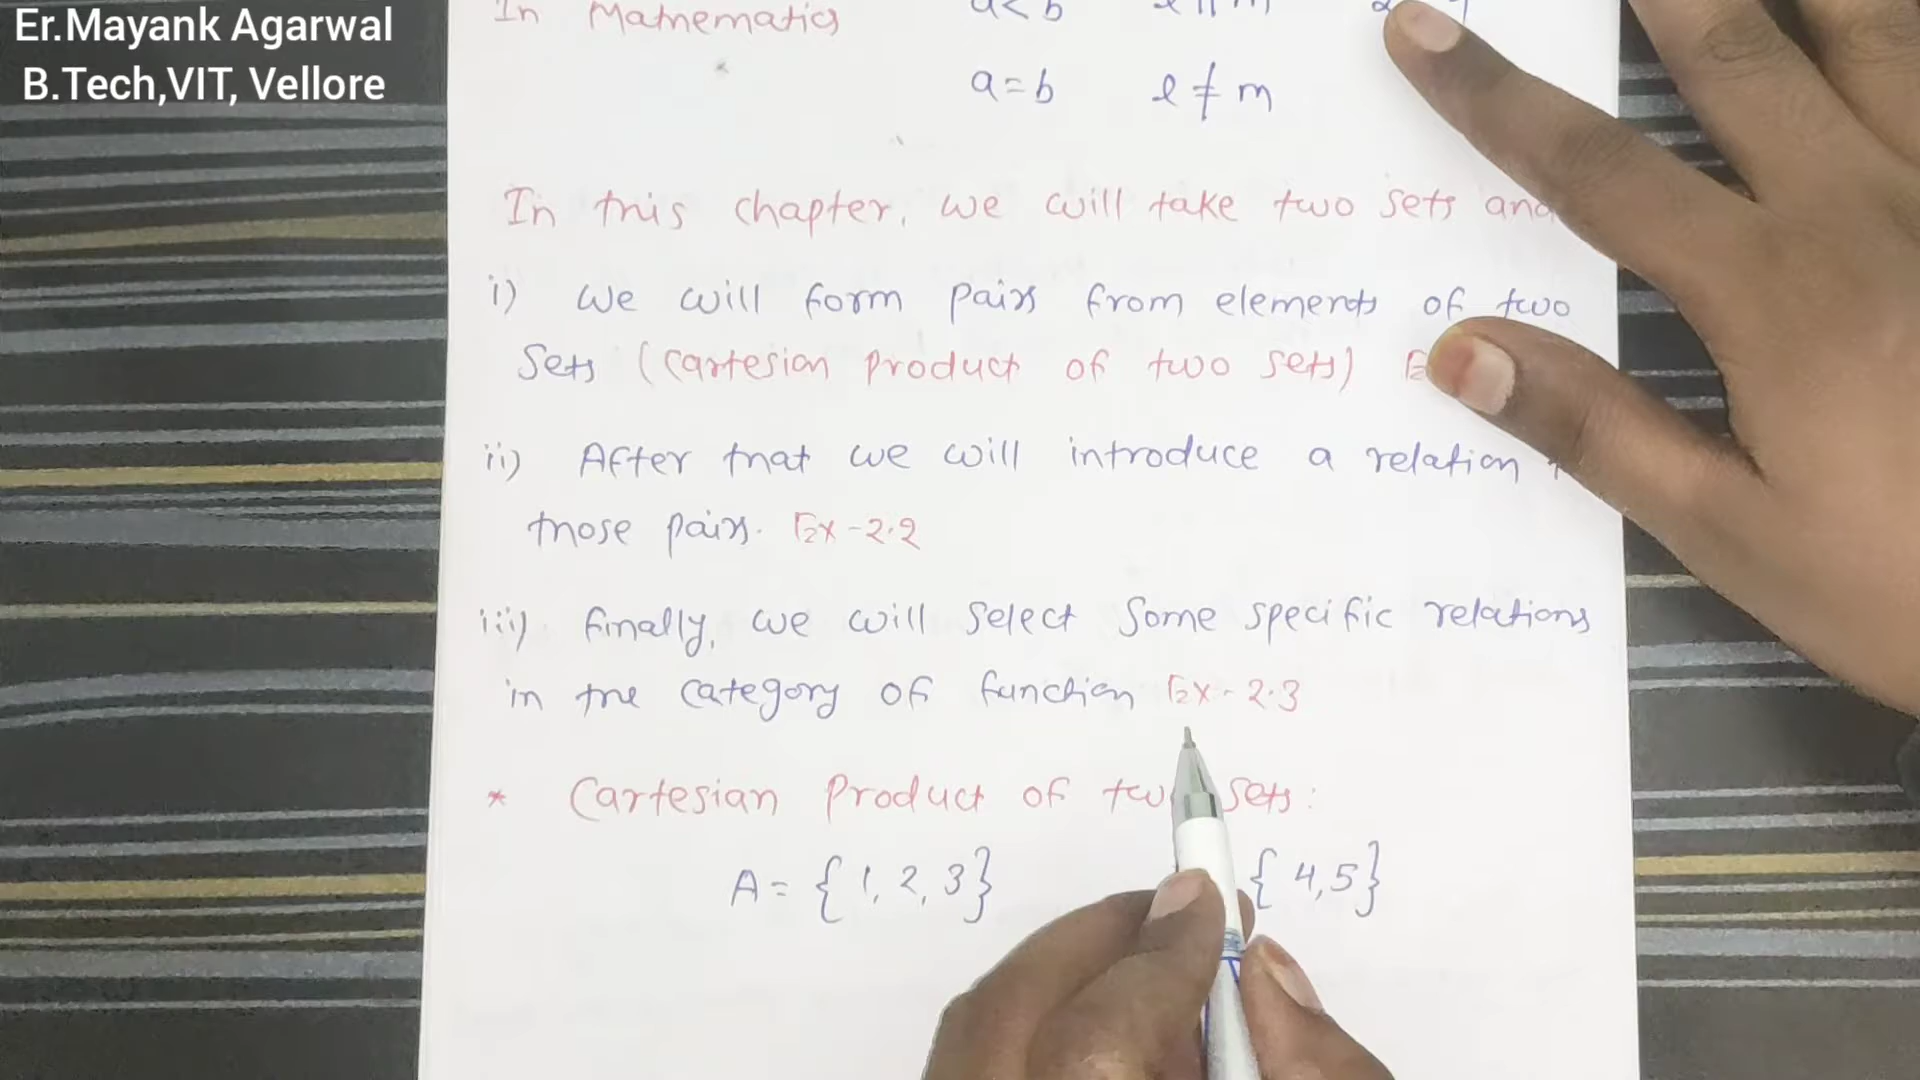 Er.Mayank Agarwal
B.Tech,VIT, Vellore
In Mathematics a<b l || m
a=b l ≠ m
In this chapter, we will take two sets and
i) We will form pairs from elements of two
Sets (Cartesian Product of two sets)
ii) After that we will introduce a relation
those pairs. Ex-2.2
iii) Finally, we will select some specific relations
in the category of function Ex-2.3
* Cartesian Product of two sets:
A = { 1, 2, 3 } { 4,5 }